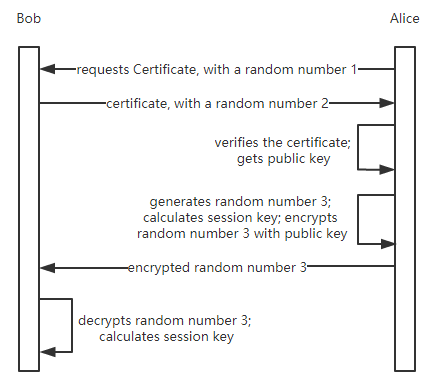 Bob
Alice
requests Certificate, with a random number 1
certificate, with a random number 2
verifies the certificate;
gets public key
generates random number 3;
calculates session key; encrypts
random number 3 with public key
encrypted random number 3
decrypts random number 3;
calculates session key